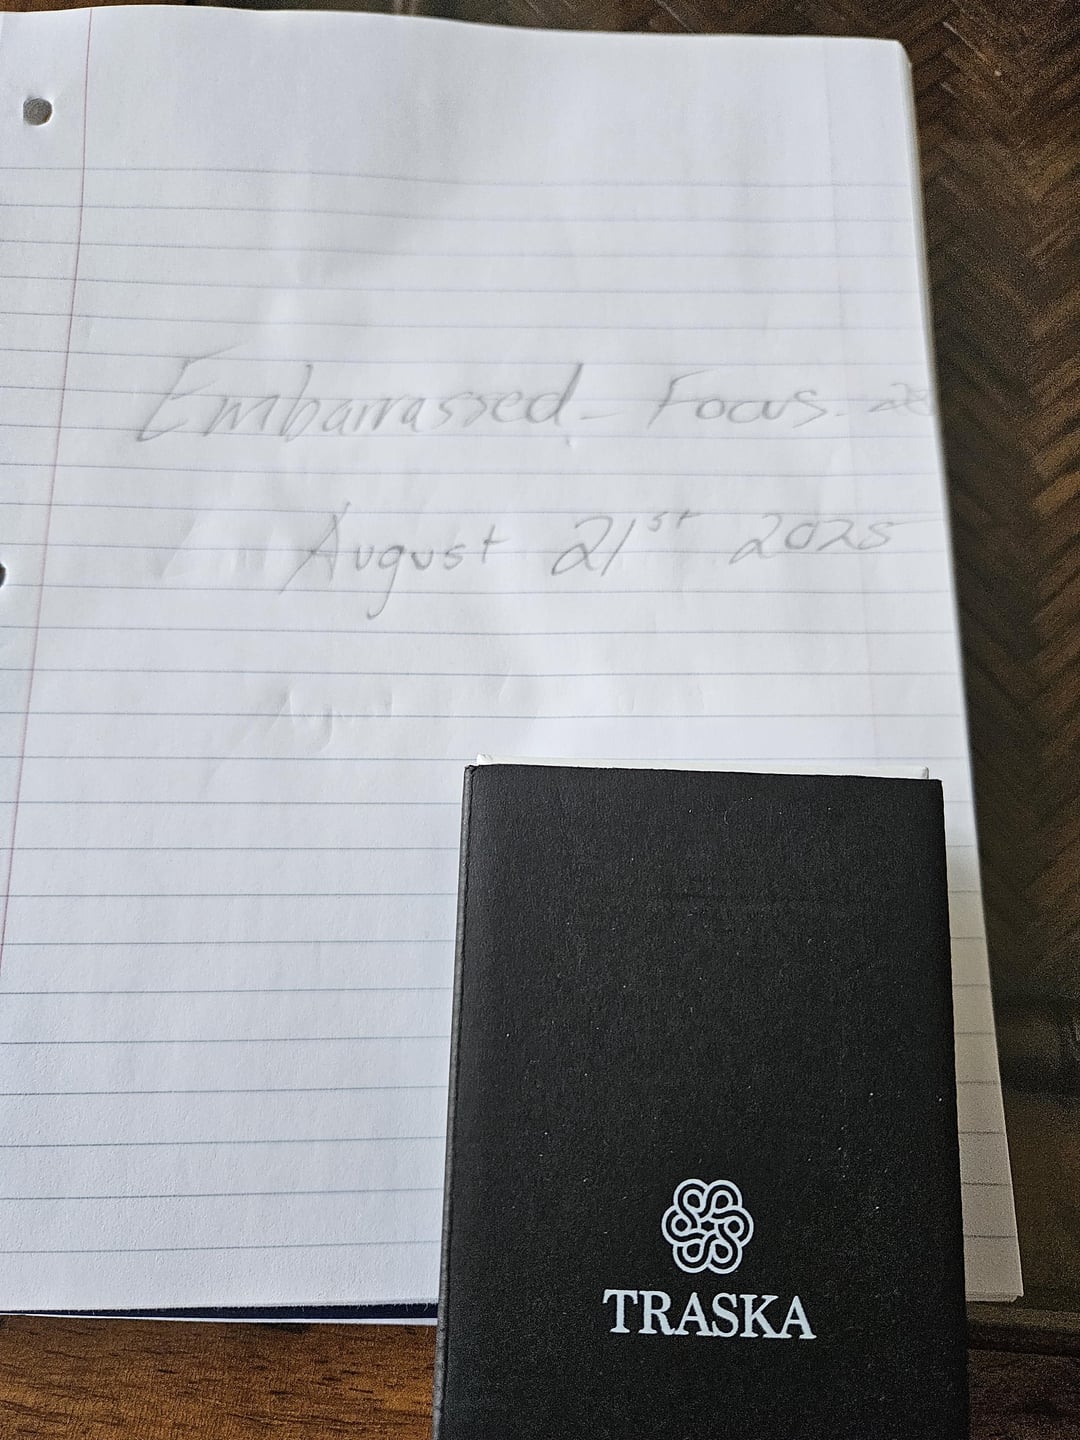 Embarrassed - Focus -
August 21st 2025
TRASKA